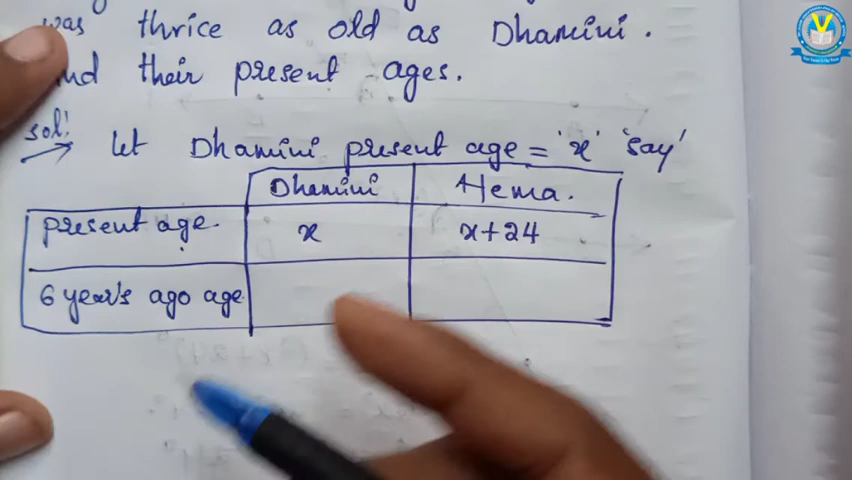 was thrice as old as Dhamini.
their present ages.
sol:
let Dhamini present age = 'x' 'say'
Dhamini Hema.
present age. x x+24
6 year's ago age
V